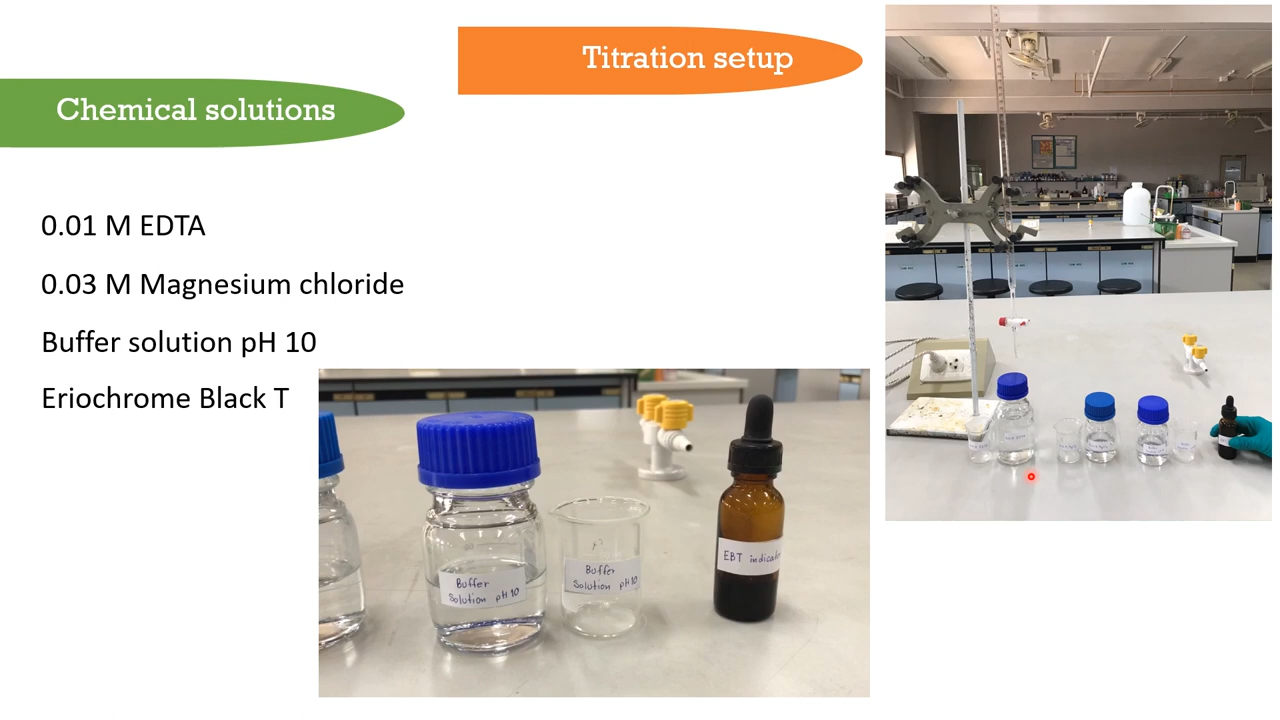 Titration setup
Chemical solutions
0.01 M EDTA
0.03 M Magnesium chloride
Buffer solution pH 10
Eriochrome Black T
Buffer
Solution pH 10
Buffer
Solution pH 10
EBT